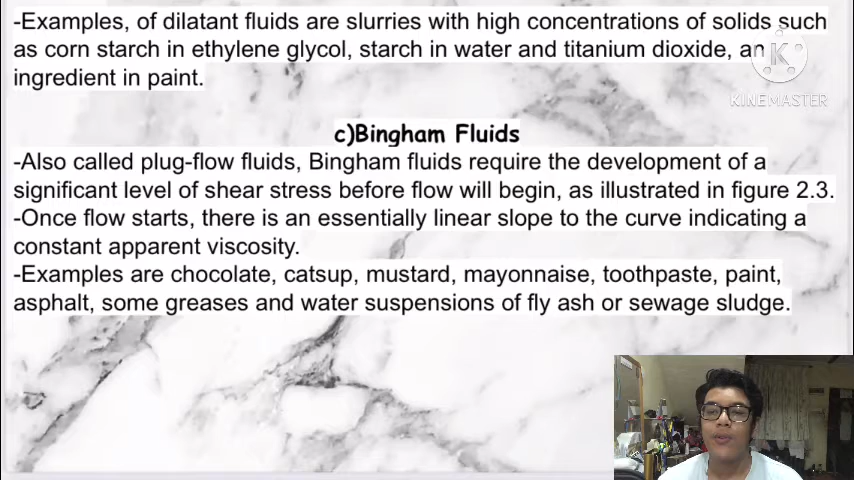 -Examples, of dilatant fluids are slurries with high concentrations of solids such
as corn starch in ethylene glycol, starch in water and titanium dioxide, an
ingredient in paint.
K
KINEMASTER
c)Bingham Fluids
-Also called plug-flow fluids, Bingham fluids require the development of a
significant level of shear stress before flow will begin, as illustrated in figure 2.3.
-Once flow starts, there is an essentially linear slope to the curve indicating a
constant apparent viscosity.
-Examples are chocolate, catsup, mustard, mayonnaise, toothpaste, paint,
asphalt, some greases and water suspensions of fly ash or sewage sludge.